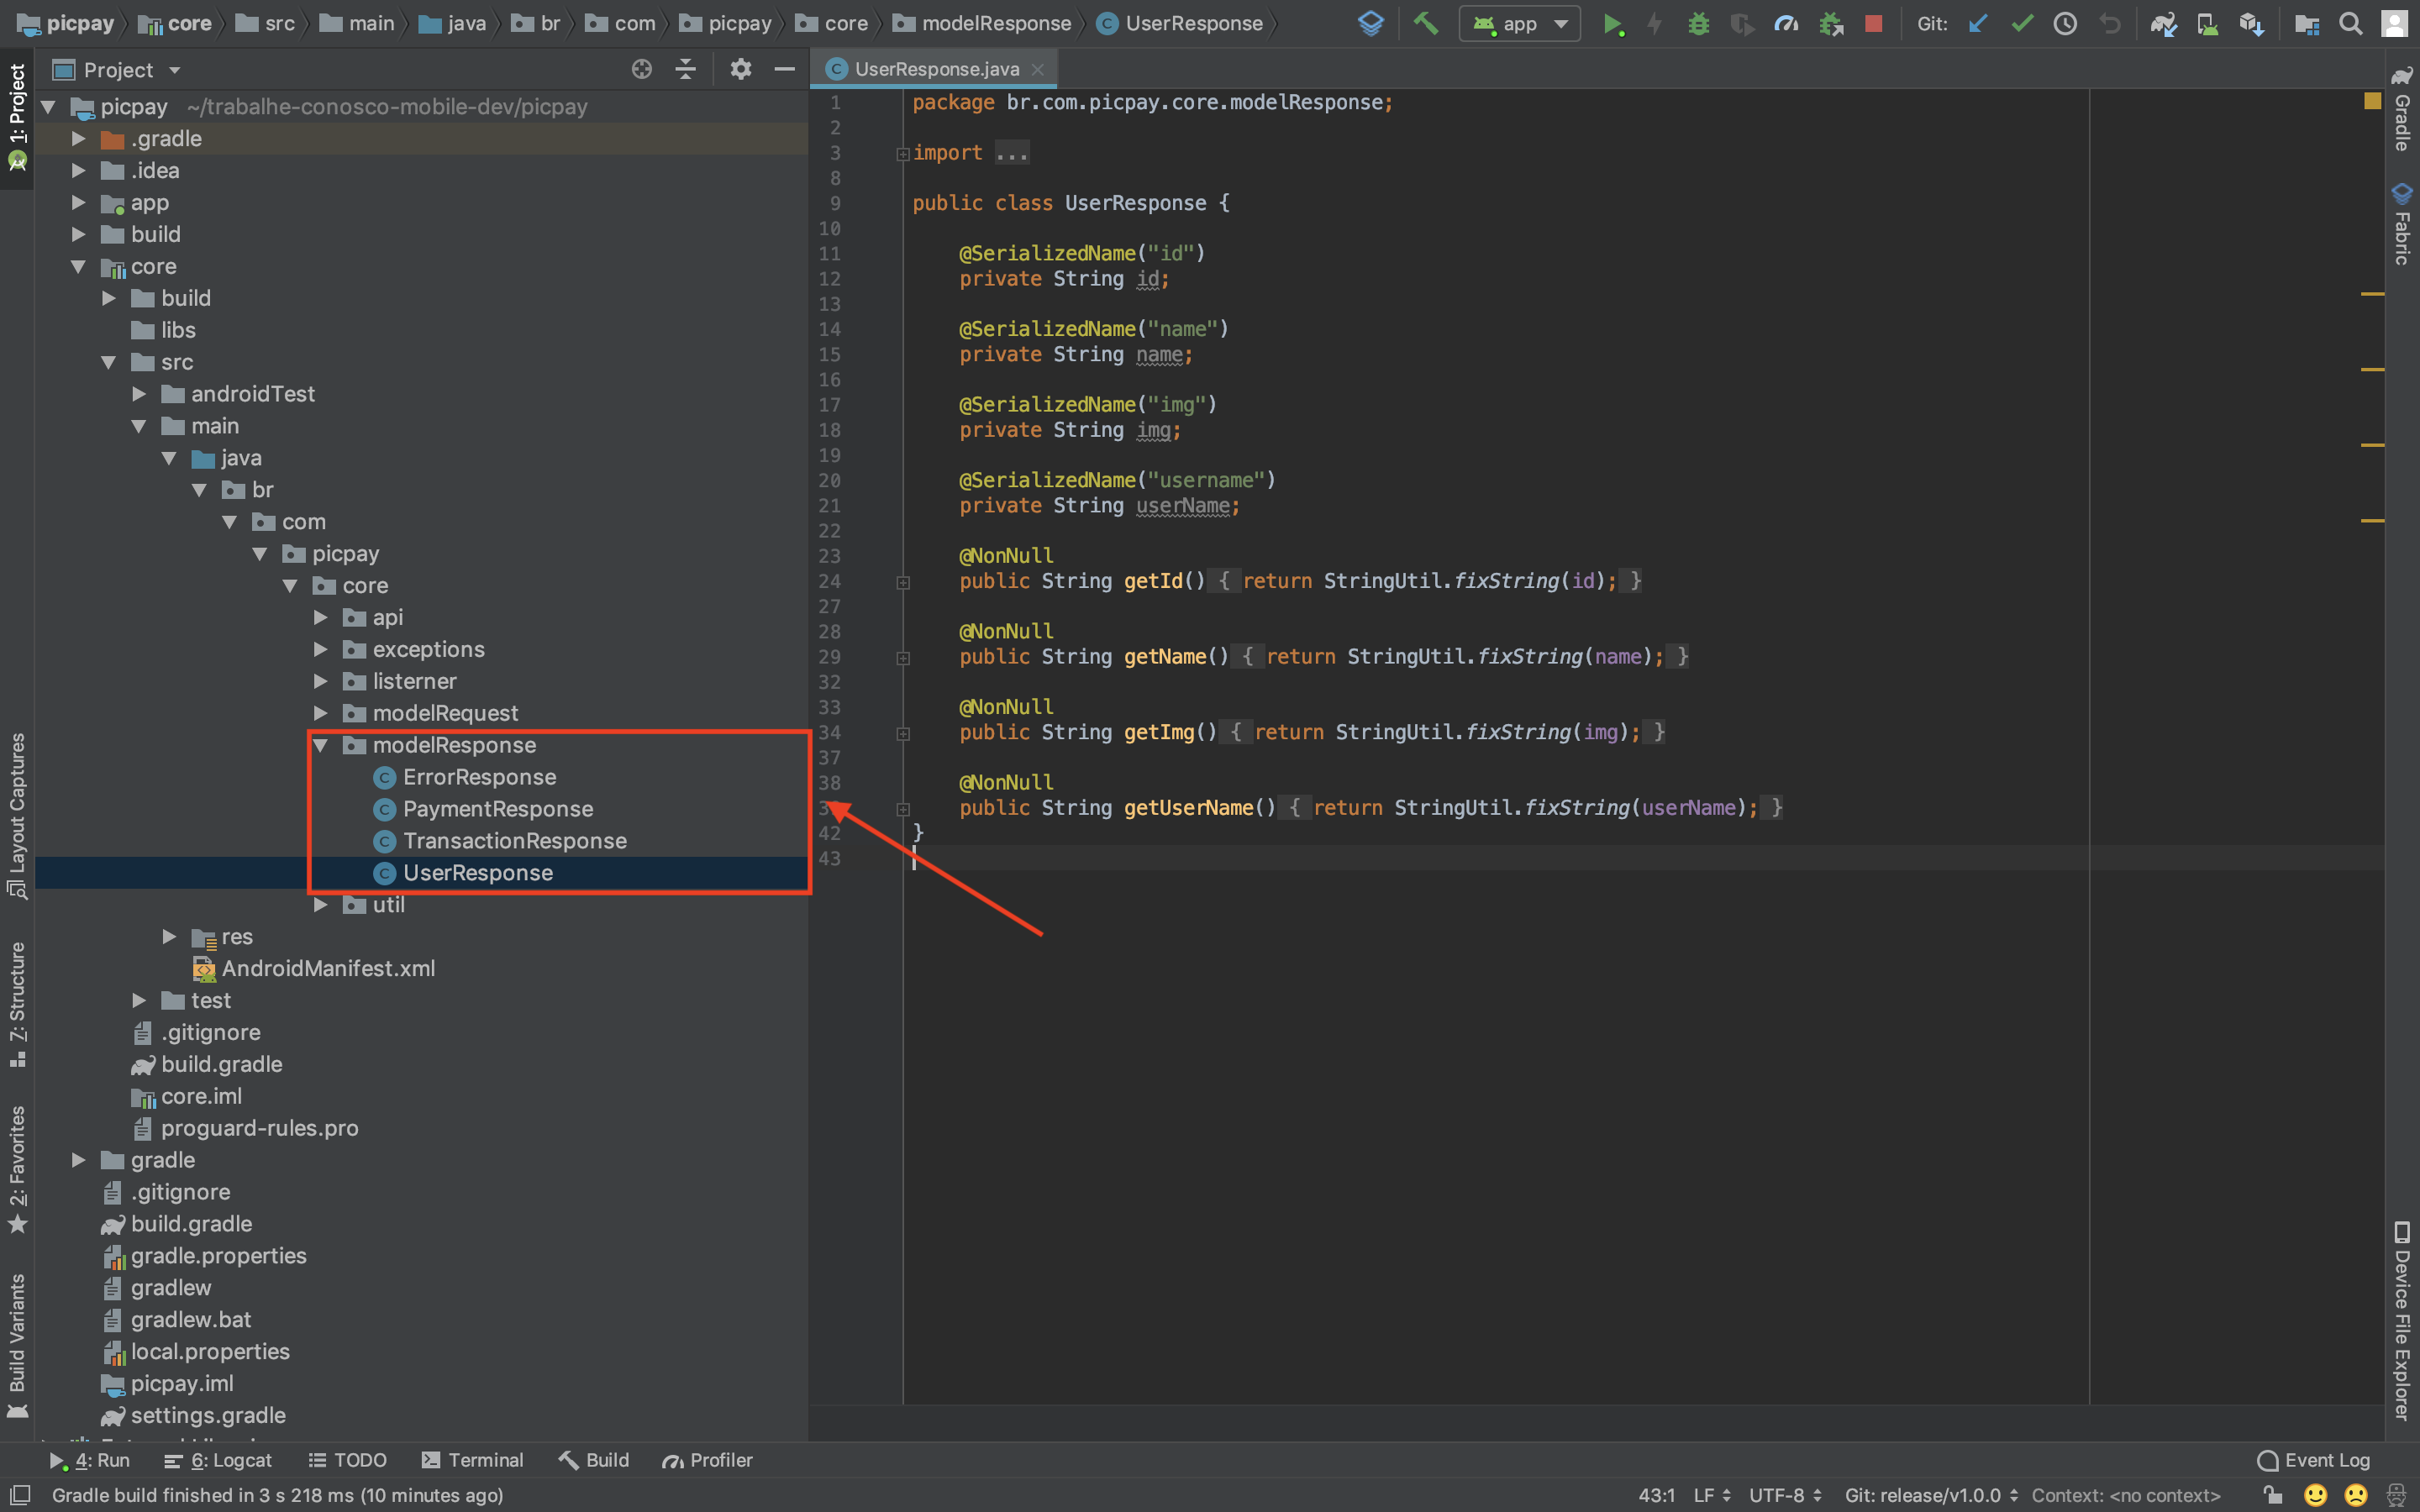 picpay core src main java br com picpay core modelResponse UserResponse app Git:
1: Project
Layout Captures
7: Structure
2: Favorites
Build Variants
Project
picpay ~/trabalhe-conosco-mobile-dev/picpay
.gradle
.idea
app
build
core
build
libs
src
androidTest
main
java
br
com
picpay
core
api
exceptions
listerner
modelRequest
modelResponse
ErrorResponse
PaymentResponse
TransactionResponse
UserResponse
util
res
AndroidManifest.xml
test
.gitignore
build.gradle
core.iml
proguard-rules.pro
gradle
.gitignore
build.gradle
gradle.properties
gradlew
gradlew.bat
local.properties
picpay.iml
settings.gradle
UserResponse.java
1 package br.com.picpay.core.modelResponse;
2
3 import ...
8
9 public class UserResponse {
10
11 @SerializedName("id")
12 private String id;
13
14 @SerializedName("name")
15 private String name;
16
17 @SerializedName("img")
18 private String img;
19
20 @SerializedName("username")
21 private String userName;
22
23 @NonNull
24 public String getId() { return StringUtil.fixString(id); }
27
28 @NonNull
29 public String getName() { return StringUtil.fixString(name); }
32
33 @NonNull
34 public String getImg() { return StringUtil.fixString(img); }
37
38 @NonNull
public String getUserName() { return StringUtil.fixString(userName); }
42 }
43
Gradle
Fabric
Device File Explorer
4: Run 6: Logcat TODO Terminal Build Profiler Event Log
Gradle build finished in 3 s 218 ms (10 minutes ago) 43:1 LF UTF-8 Git: release/v1.0.0 Context: <no context>